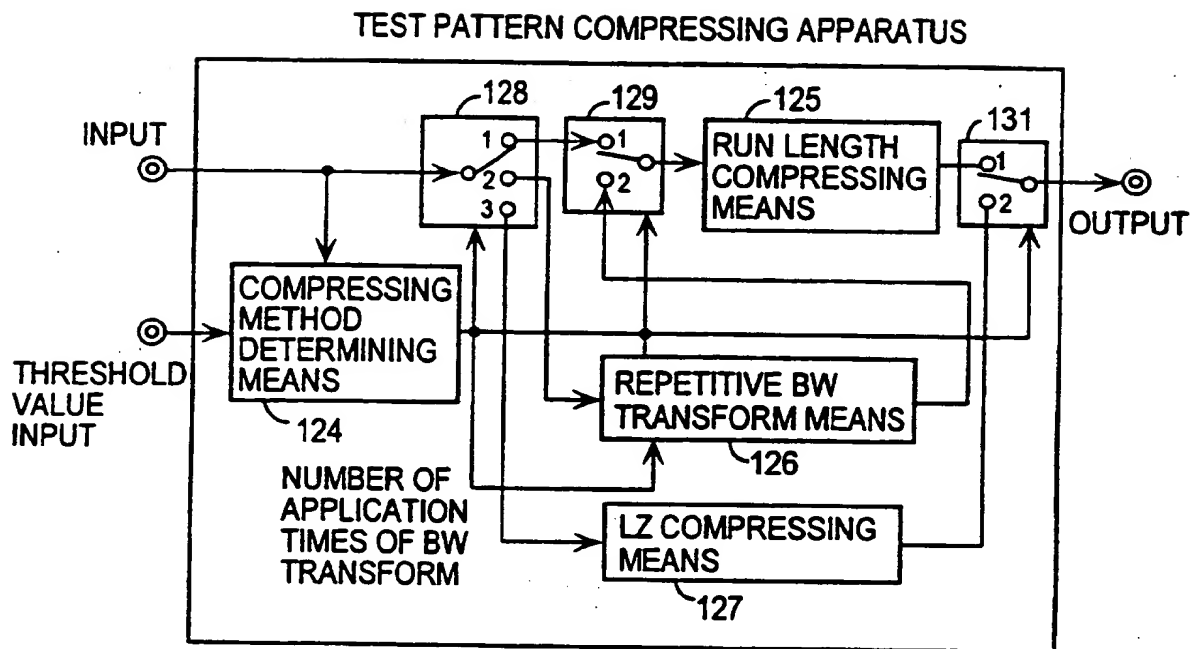 TEST PATTERN COMPRESSING APPARATUS
128
129
125
131
INPUT
1
2
3
1
2
RUN LENGTH
COMPRESSING
MEANS
1
2
OUTPUT
COMPRESSING
METHOD
DETERMINING
MEANS
THRESHOLD
VALUE
INPUT
124
REPETITIVE BW
TRANSFORM MEANS
126
NUMBER OF
APPLICATION
TIMES OF BW
TRANSFORM
LZ COMPRESSING
MEANS
127